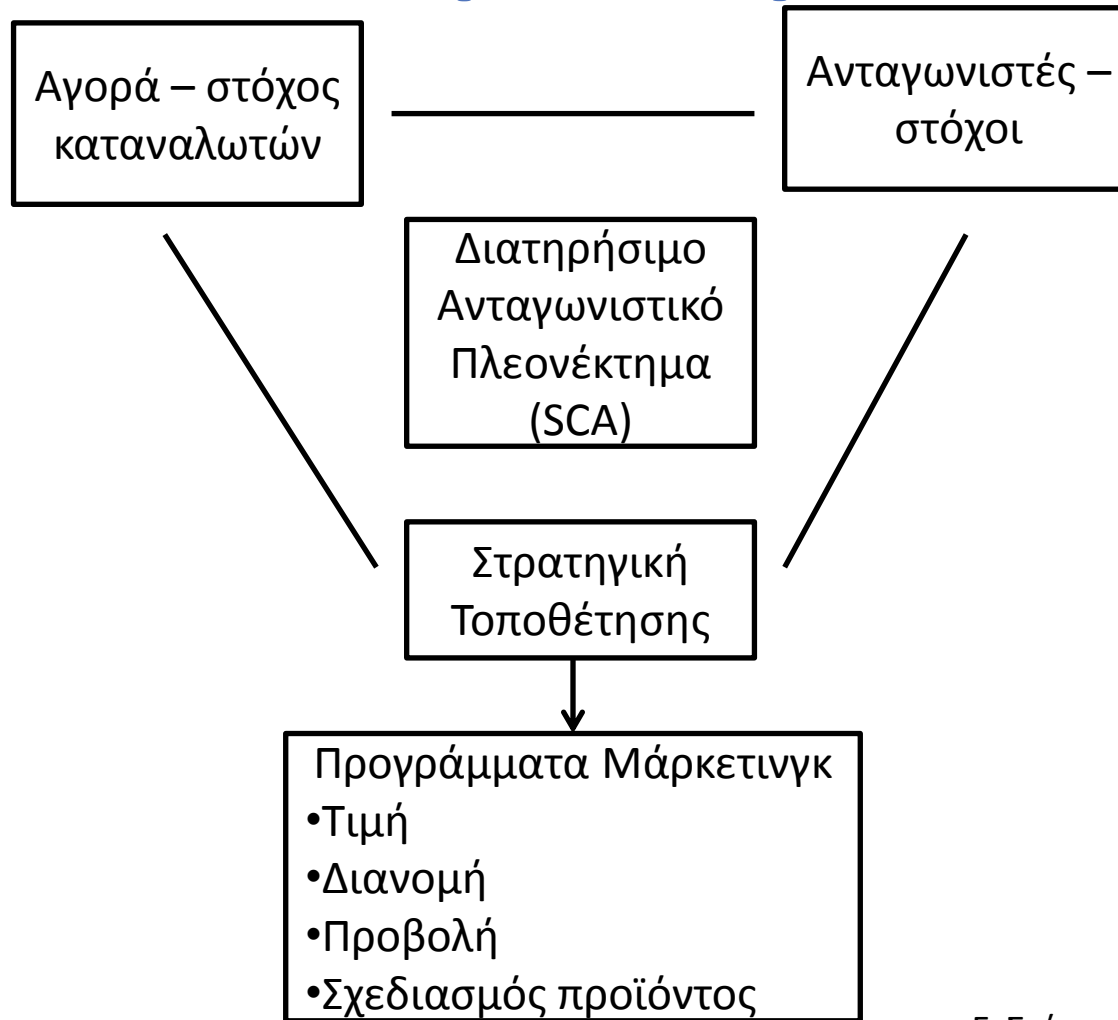 Αγορά – στόχος
καταναλωτών
Ανταγωνιστές –
στόχοι
Διατηρήσιμο
Ανταγωνιστικό
Πλεονέκτημα
(SCA)
Στρατηγική
Τοποθέτησης
Προγράμματα Μάρκετινγκ
•Τιμή
•Διανομή
•Προβολή
•Σχεδιασμός προϊόντος